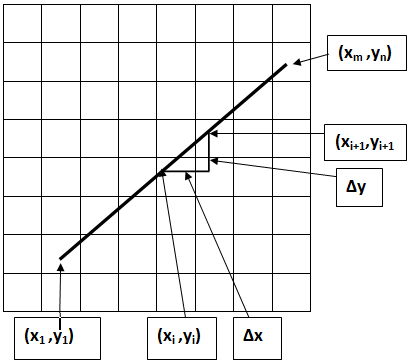 (xₘ ,yₙ)
(xᵢ₊₁,yᵢ₊₁
Δy
(x₁ ,y₁)
(xᵢ ,yᵢ)
Δx